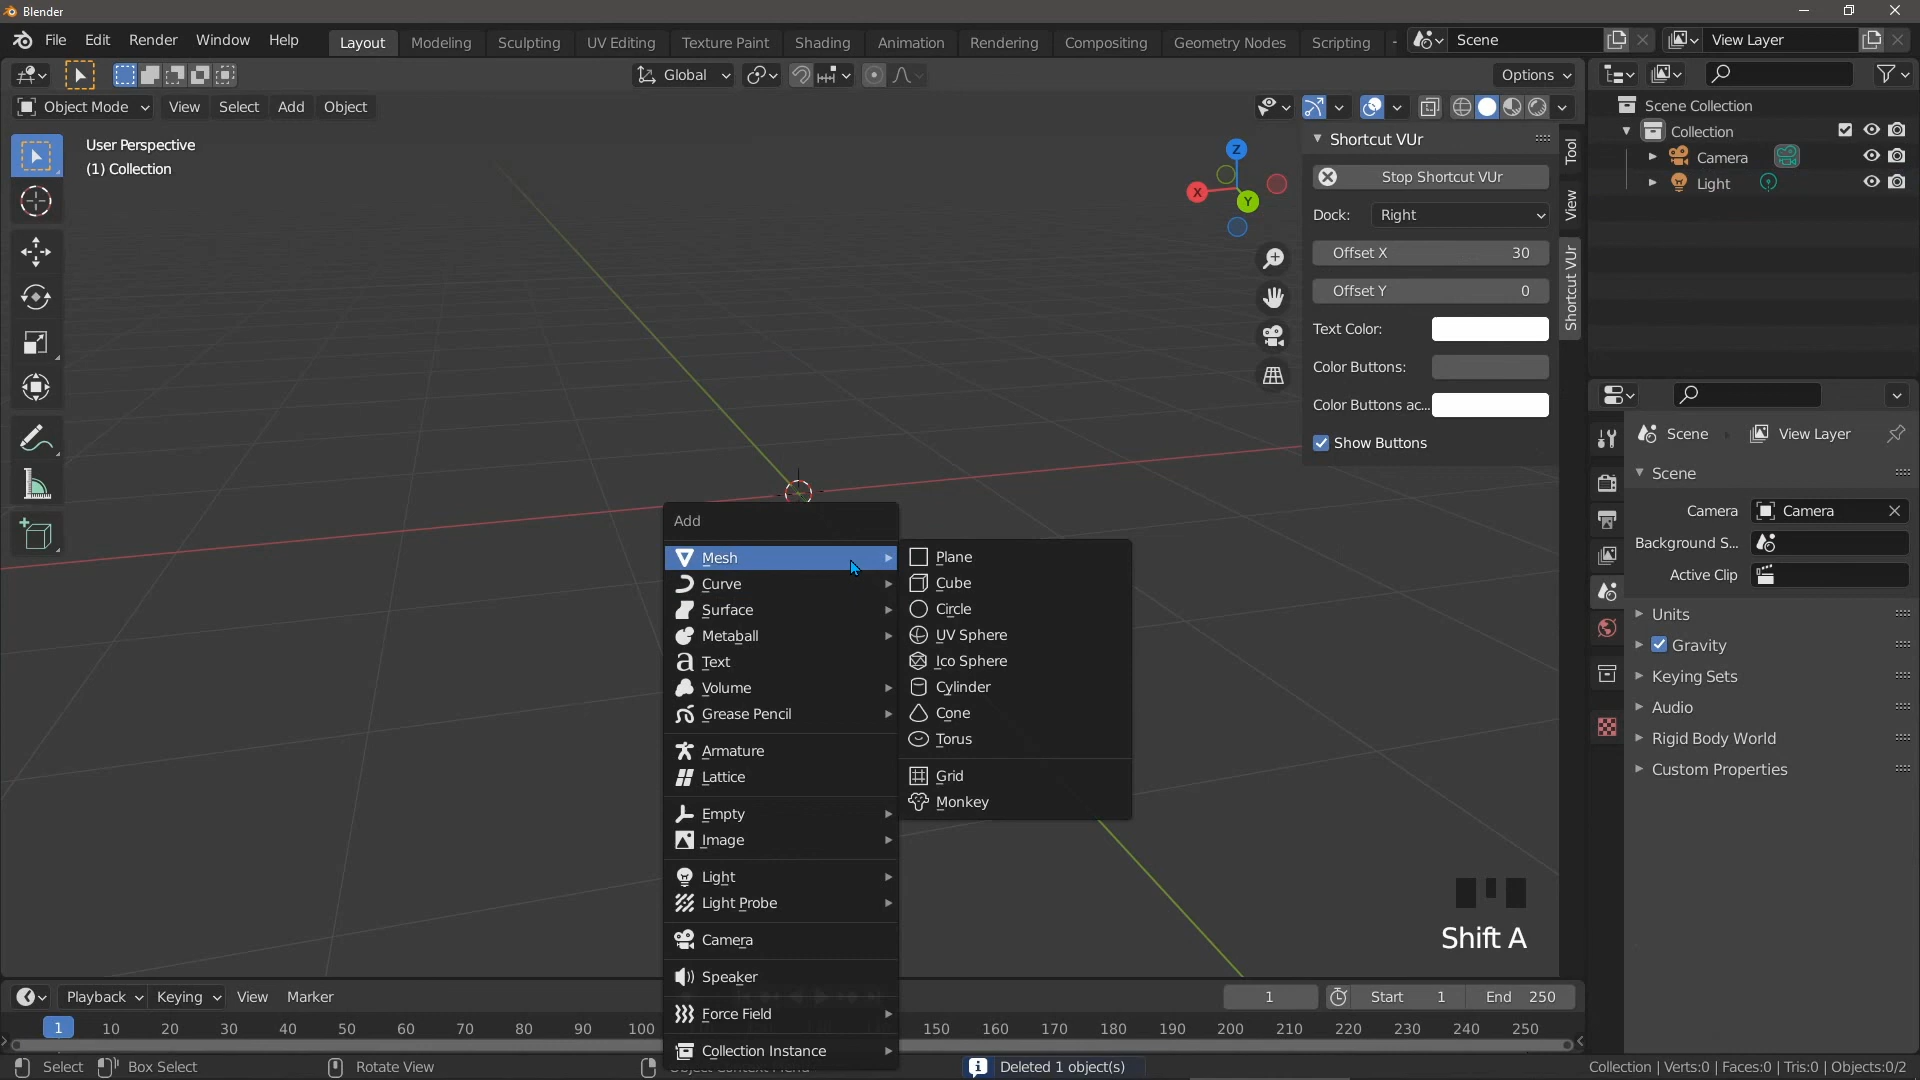 Blender
File Edit Render Window Help Layout Modeling Sculpting UV Editing Texture Paint Shading Animation Rendering Compositing Geometry Nodes Scripting Scene View Layer
Global Options
Object Mode View Select Add Object
User Perspective
(1) Collection
Z
X
Y
Shortcut VUr
Stop Shortcut VUr
Dock: Right
Offset X 30
Offset Y 0
Text Color:
Color Buttons:
Color Buttons ac...
Show Buttons
Tool
View
Shortcut VUr
Scene Collection
Collection
Camera
Light
Scene View Layer
Scene
Camera Camera
Background S...
Active Clip
Units
Gravity
Keying Sets
Audio
Rigid Body World
Custom Properties
Add
Mesh
Curve
Surface
Metaball
Text
Volume
Grease Pencil
Armature
Lattice
Empty
Image
Light
Light Probe
Camera
Speaker
Force Field
Collection Instance
Plane
Cube
Circle
UV Sphere
Ico Sphere
Cylinder
Cone
Torus
Grid
Monkey
Shift A
Playback Keying View Marker 1 Start 1 End 250
1 10 20 30 40 50 60 70 80 90 100 150 160 170 180 190 200 210 220 230 240 250
Select Box Select Rotate View Deleted 1 object(s) Collection | Verts:0 | Faces:0 | Tris:0 | Objects:0/2